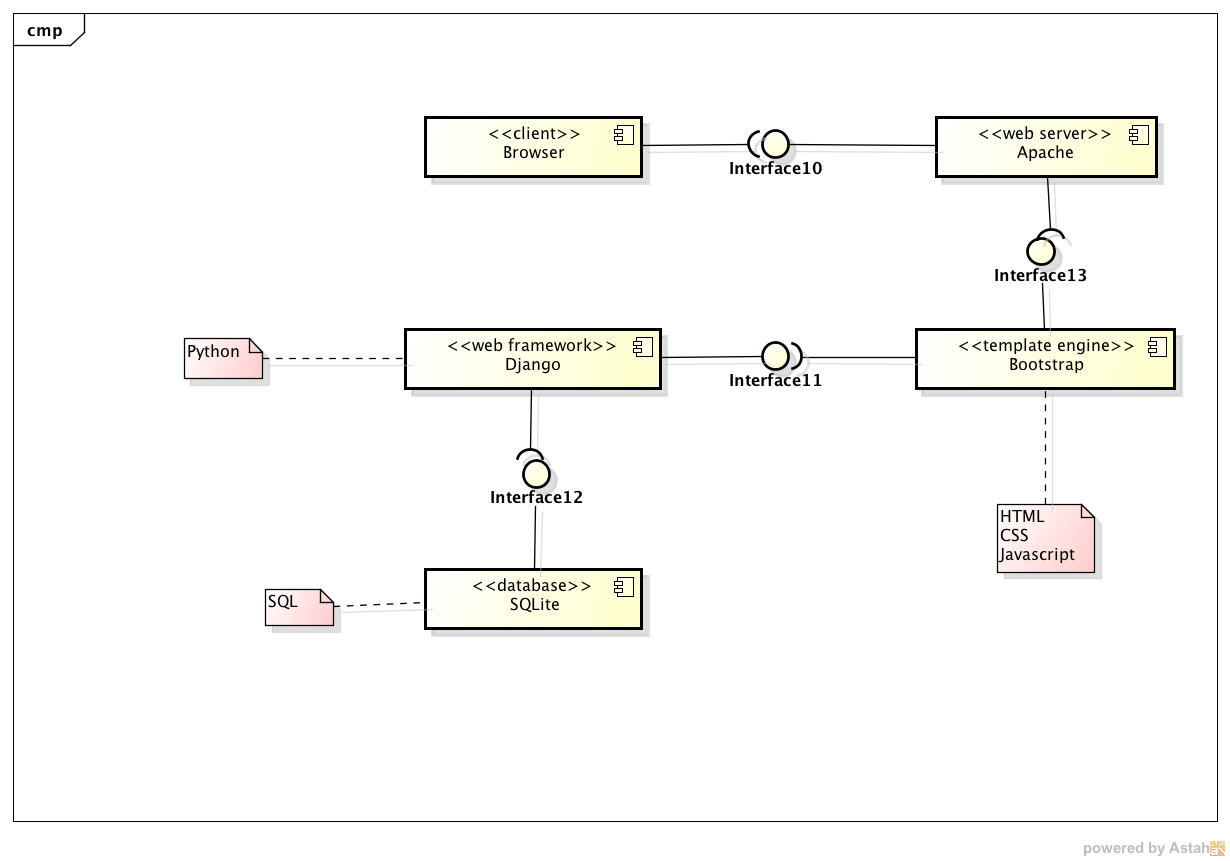 cmp
<<client>>
Browser
<<web server>>
Apache
Interface10
Interface13
Python
<<web framework>>
Django
<<template engine>>
Bootstrap
Interface11
Interface12
HTML
CSS
Javascript
<<database>>
SQLite
SQL
powered by Astah